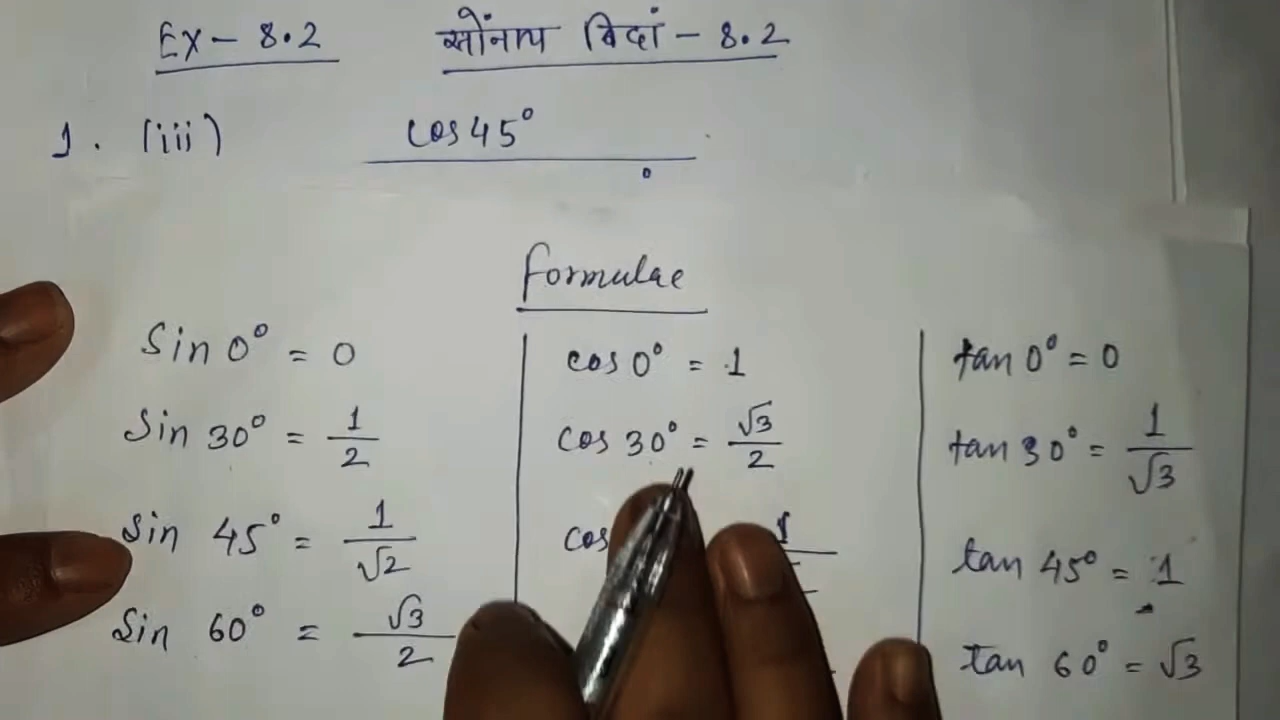 Ex - 8.2
- 8.2
1. (iii) cos 45°
Formulae
Sin 0° = 0
Sin 30° = 1/2
Sin 45° = 1/√2
Sin 60° = √3/2
cos 0° = 1
cos 30° = √3/2
cos
tan 0° = 0
tan 30° = 1/√3
tan 45° = 1
tan 60° = √3